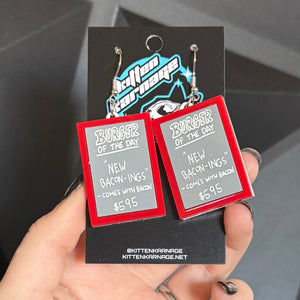 kitten
karnage
BURGER
OF THE DAY
"NEW
BACON-INGS"
- COMES WITH BACON
$5.95
BURGER
OF THE DAY
"NEW
BACON-INGS"
- COMES WITH BACON
$5.95
@KITTENKARNAGE
KITTENKARNAGE.NET